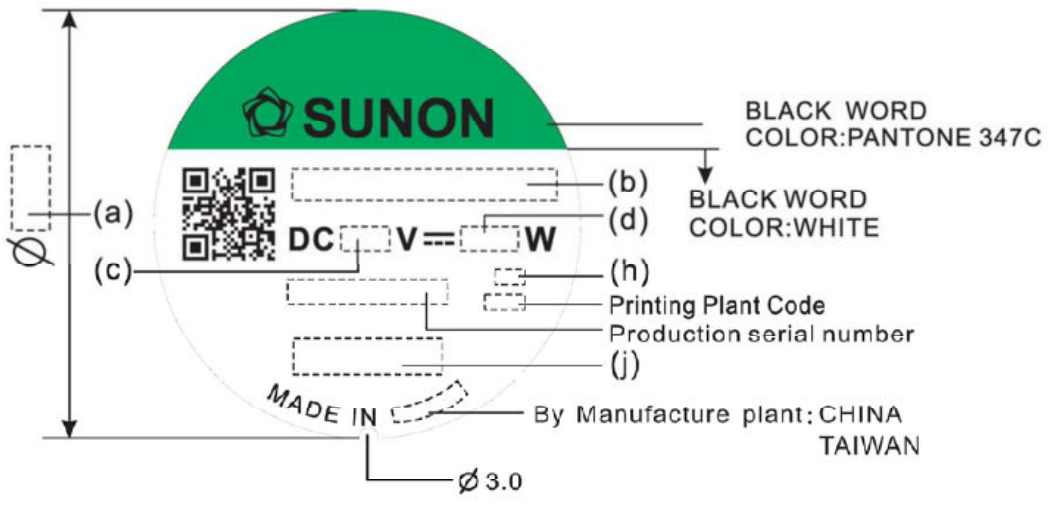 SUNON
BLACK WORD
COLOR:PANTONE 347C
(b)
BLACK WORD
COLOR:WHITE
(a)
(d)
DC V W
Ø
(c)
(h)
Printing Plant Code
Production serial number
(j)
MADE IN
By Manufacture plant: CHINA
TAIWAN
Ø 3.0